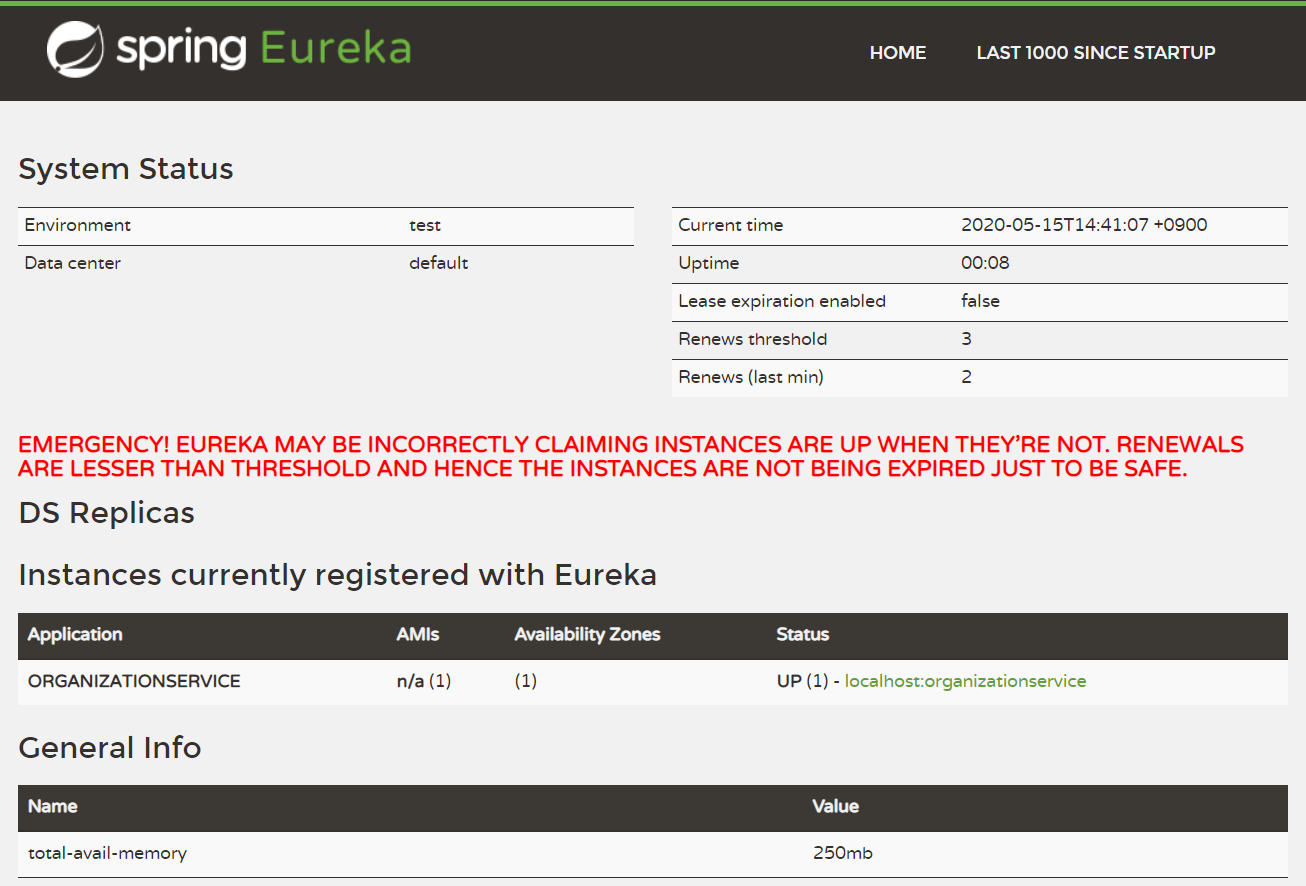 spring Eureka
HOME LAST 1000 SINCE STARTUP
System Status
Environment test
Data center default
Current time 2020-05-15T14:41:07 +0900
Uptime 00:08
Lease expiration enabled false
Renews threshold 3
Renews (last min) 2
EMERGENCY! EUREKA MAY BE INCORRECTLY CLAIMING INSTANCES ARE UP WHEN THEY'RE NOT. RENEWALS
ARE LESSER THAN THRESHOLD AND HENCE THE INSTANCES ARE NOT BEING EXPIRED JUST TO BE SAFE.
DS Replicas
Instances currently registered with Eureka
Application AMIs Availability Zones Status
ORGANIZATIONSERVICE n/a (1) (1) UP (1) - localhost:organizationservice
General Info
Name Value
total-avail-memory 250mb